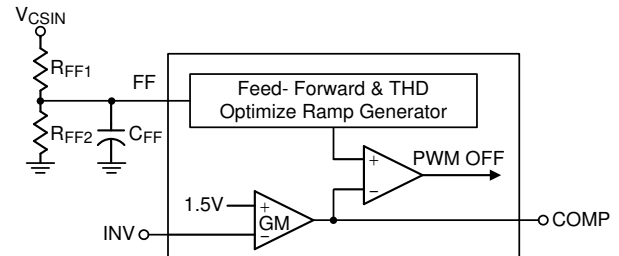 VCSIN
RFF1
FF
Feed- Forward & THD
Optimize Ramp Generator
RFF2
CFF
+
PWM OFF
−
1.5V
+
GM
−
INV
COMP